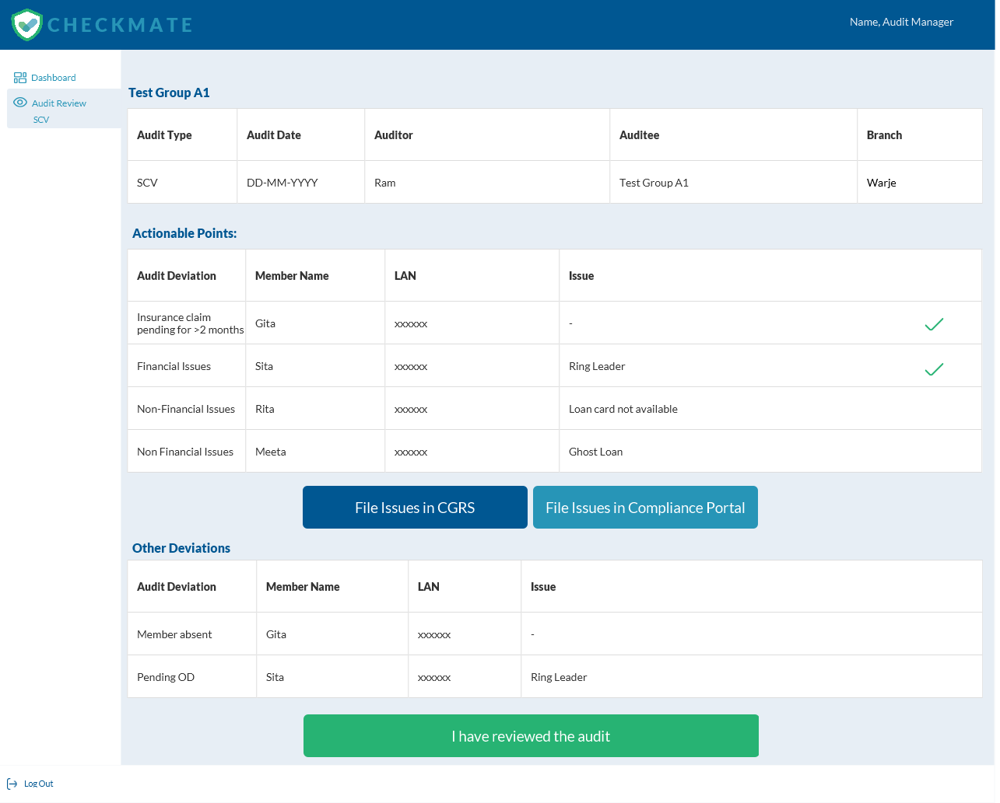 CHECKMATE
Name, Audit Manager
Dashboard
Audit Review
SCV
Test Group A1
Audit Type Audit Date Auditor Auditee Branch
SCV DD-MM-YYYY Ram Test Group A1 Warje
Actionable Points:
Audit Deviation Member Name LAN Issue
Insurance claim
pending for >2 months Gita xxxxxx -
Financial Issues Sita xxxxxx Ring Leader
Non-Financial Issues Rita xxxxxx Loan card not available
Non Financial Issues Meeta xxxxxx Ghost Loan
File Issues in CGRS File Issues in Compliance Portal
Other Deviations
Audit Deviation Member Name LAN Issue
Member absent Gita xxxxxx -
Pending OD Sita xxxxxx Ring Leader
I have reviewed the audit
Log Out